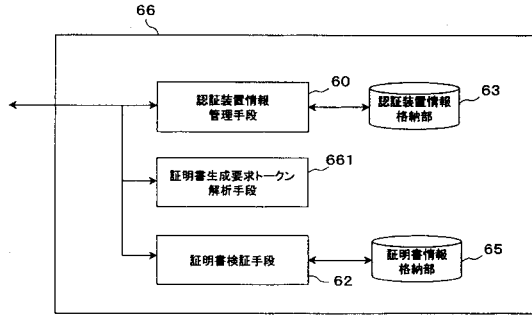 66
60
認証装置情報
管理手段
認証装置情報
格納部
63
証明書生成要求トークン
解析手段
661
証明書検証手段
62
証明書情報
格納部
65